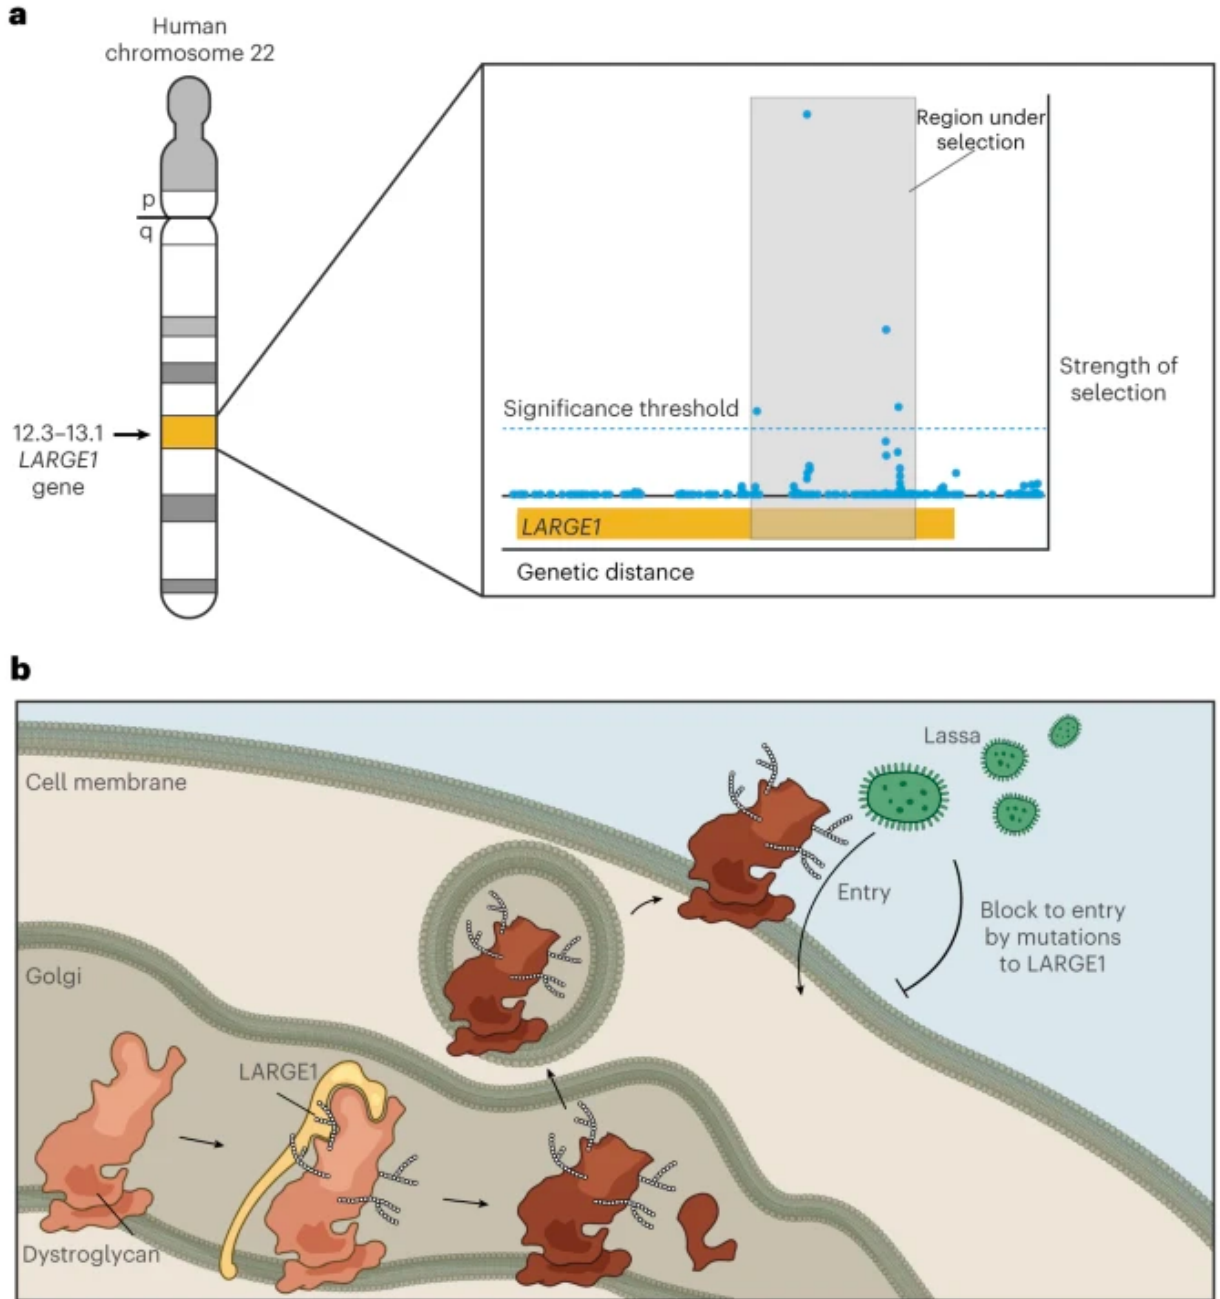 a
Human
chromosome 22
p
q
12.3–13.1
LARGE1
gene
Region under
selection
Significance threshold
Strength of
selection
LARGE1
Genetic distance
b
Cell membrane
Lassa
Entry
Block to entry
by mutations
to LARGE1
Golgi
LARGE1
Dystroglycan